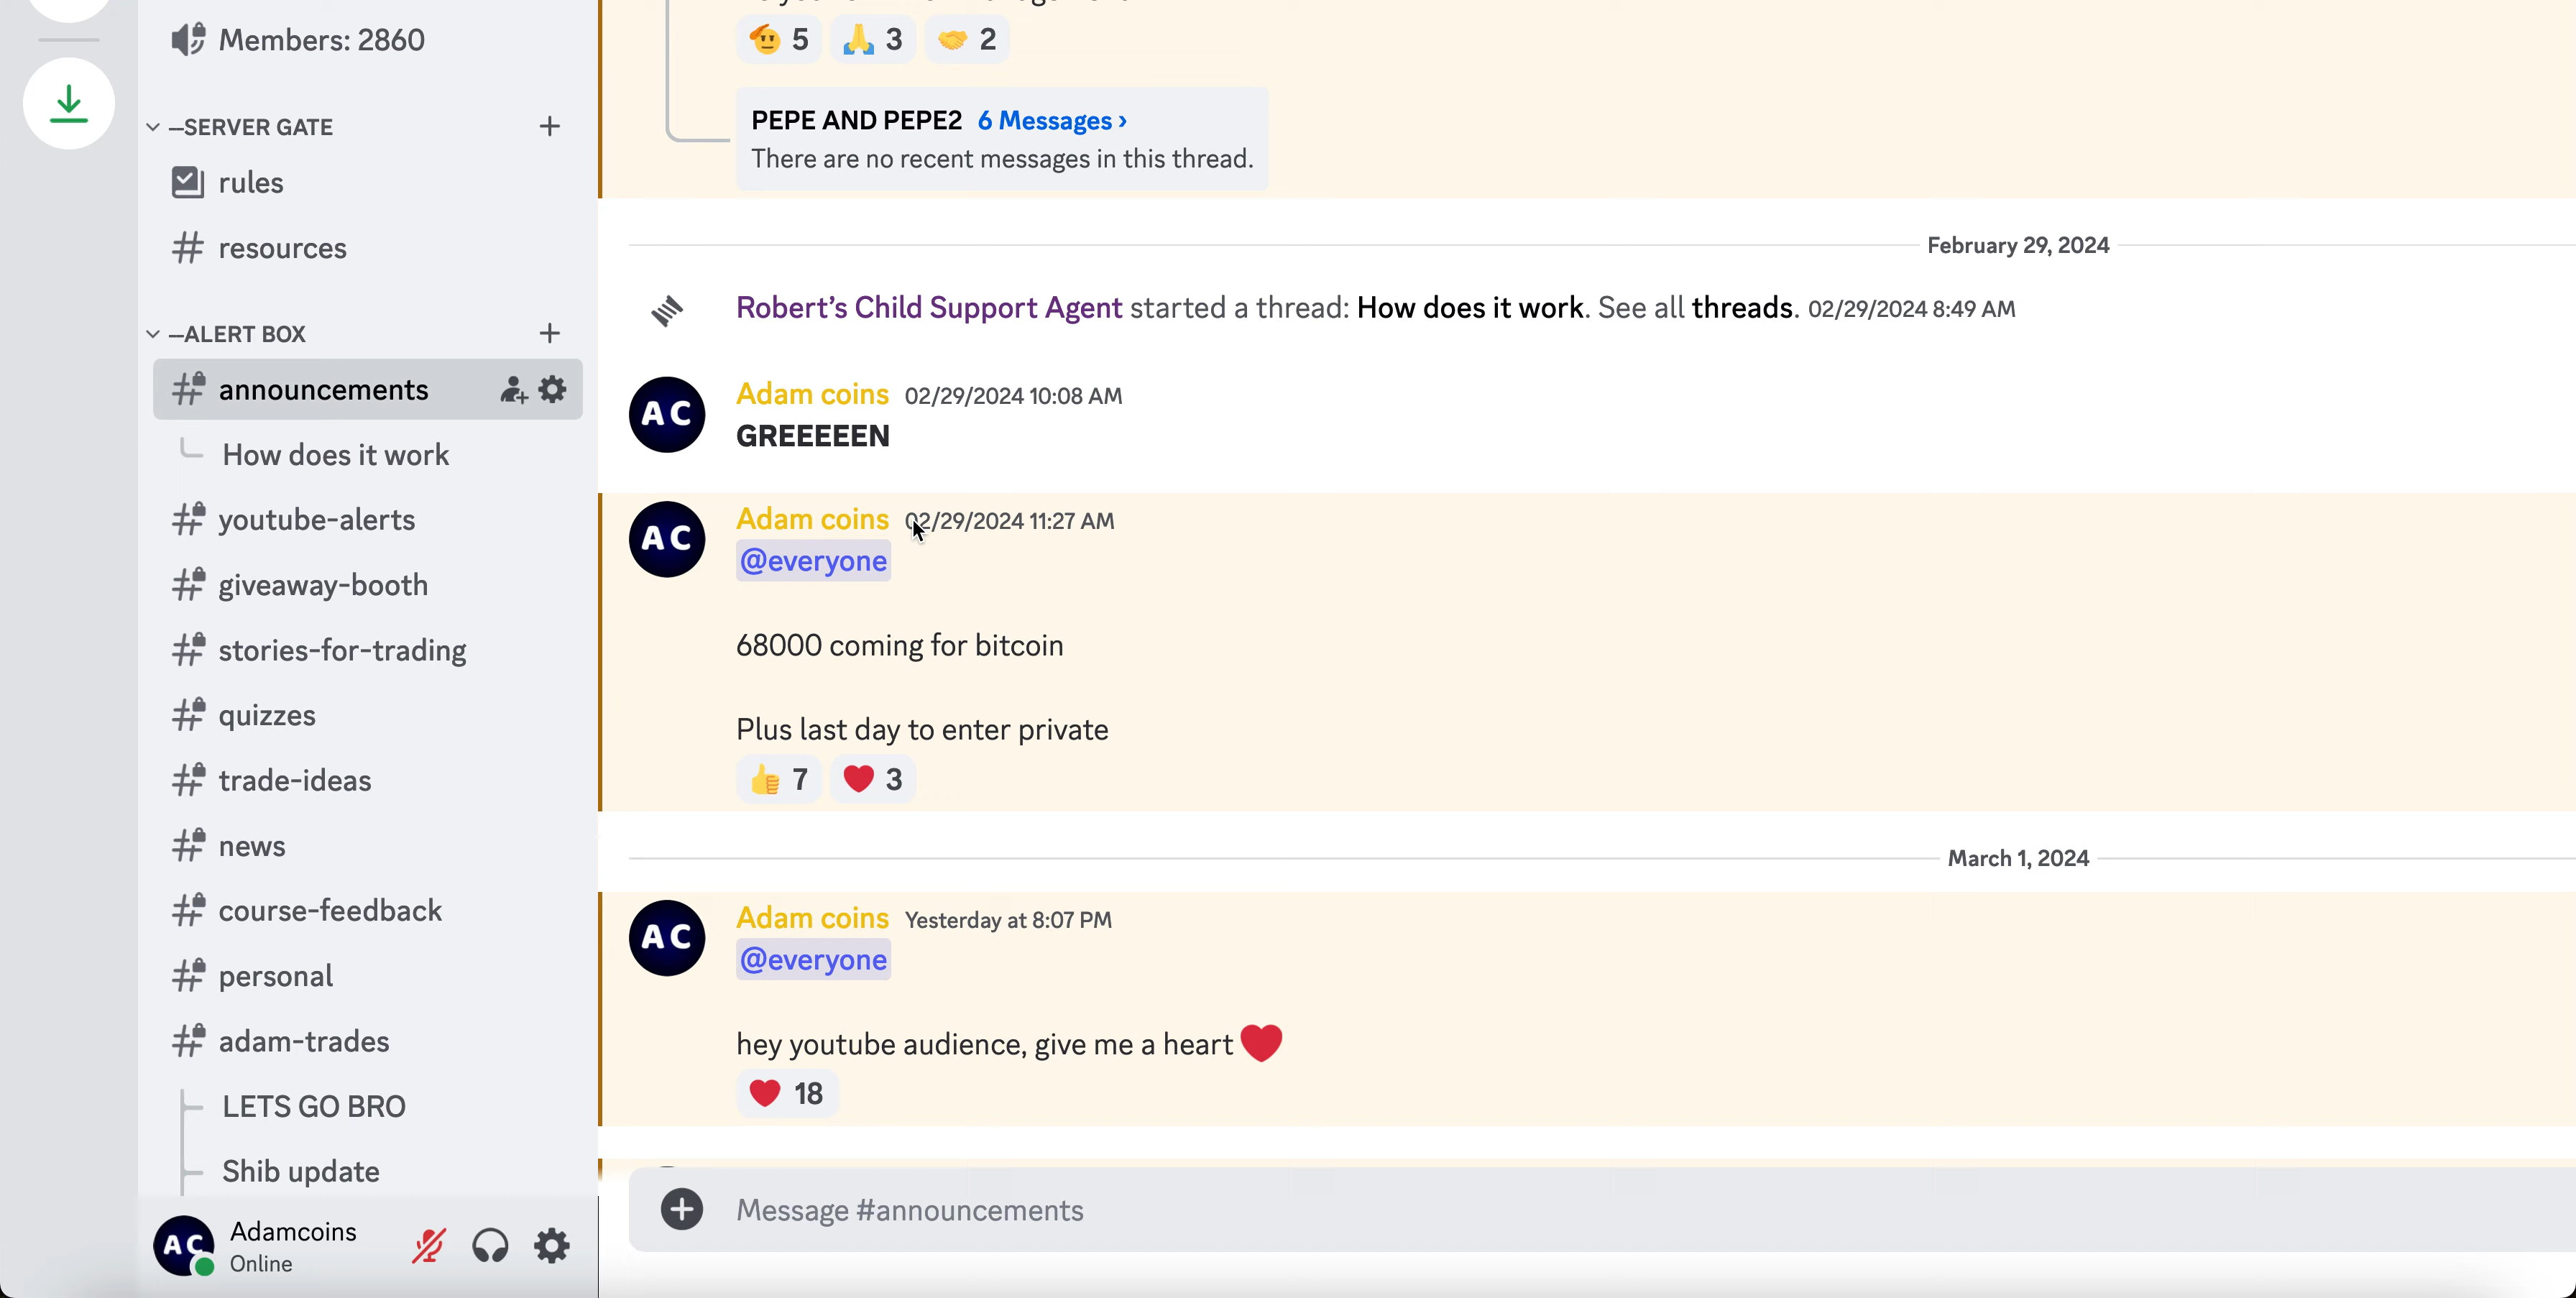 Members: 2860
–SERVER GATE
rules
resources
–ALERT BOX
announcements
How does it work
youtube-alerts
giveaway-booth
stories-for-trading
quizzes
trade-ideas
news
course-feedback
personal
adam-trades
LETS GO BRO
Shib update
AC
Adamcoins
Online
5 3 2
PEPE AND PEPE2 6 Messages ›
There are no recent messages in this thread.
February 29, 2024
Robert’s Child Support Agent started a thread: How does it work. See all threads. 02/29/2024 8:49 AM
AC
Adam coins 02/29/2024 10:08 AM
GREEEEEN
AC
Adam coins 02/29/2024 11:27 AM
@everyone
68000 coming for bitcoin
Plus last day to enter private
7 3
March 1, 2024
AC
Adam coins Yesterday at 8:07 PM
@everyone
hey youtube audience, give me a heart
18
Message #announcements